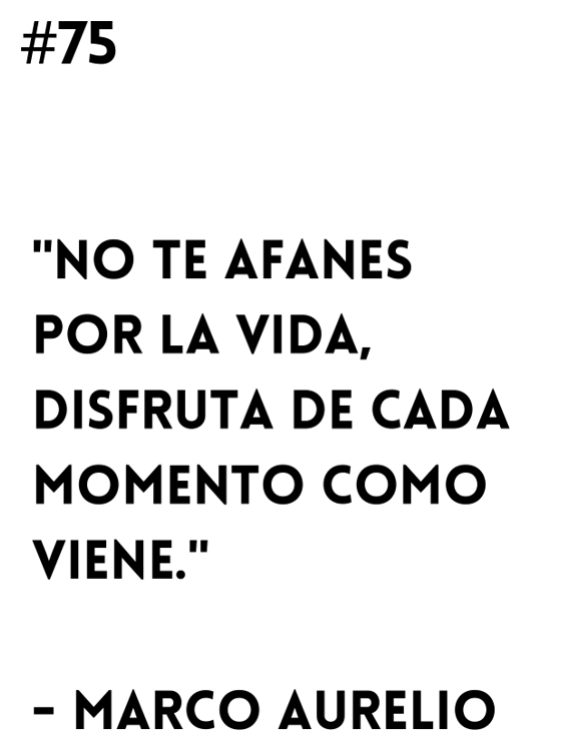 #75
"NO TE AFANES
POR LA VIDA,
DISFRUTA DE CADA
MOMENTO COMO
VIENE."
- MARCO AURELIO